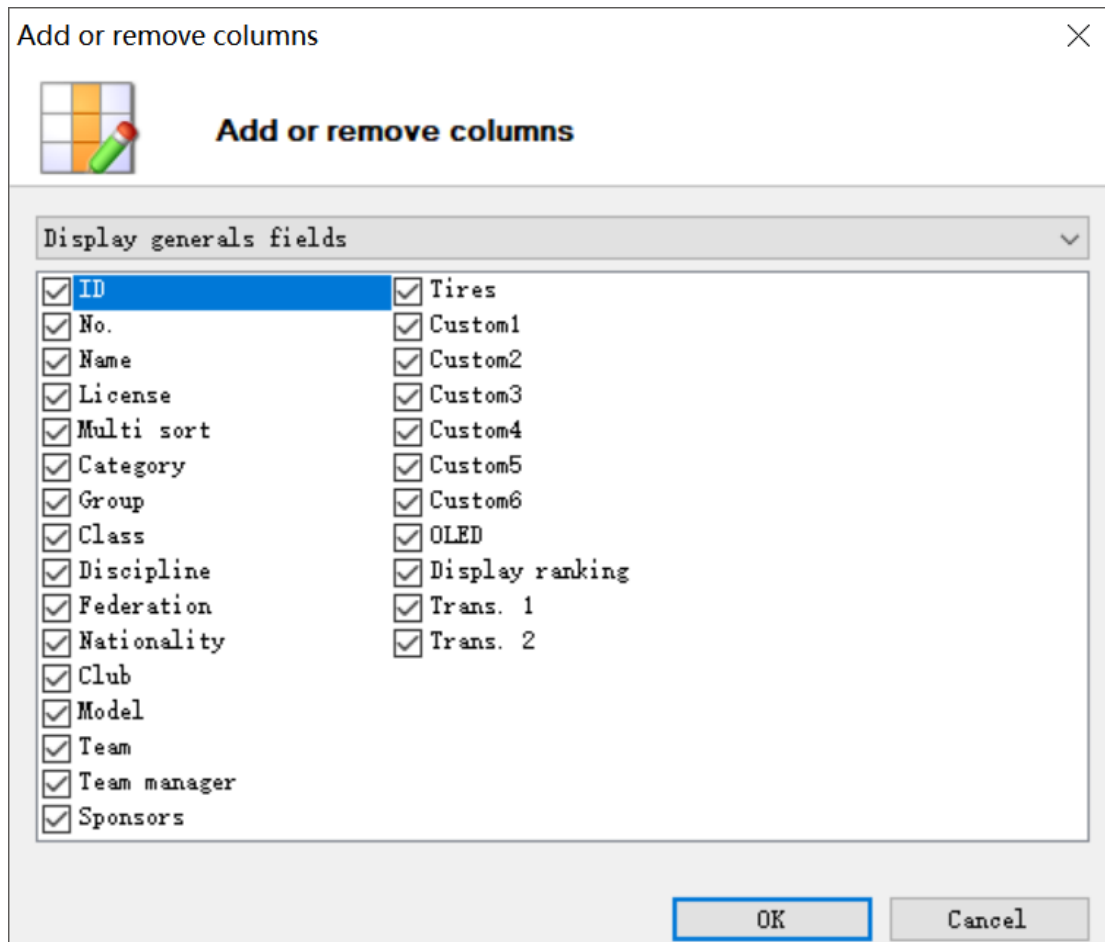 Add or remove columns
Add or remove columns
Display generals fields
ID
No.
Name
License
Multi sort
Category
Group
Class
Discipline
Federation
Nationality
Club
Model
Team
Team manager
Sponsors
Tires
Custom1
Custom2
Custom3
Custom4
Custom5
Custom6
OLED
Display ranking
Trans. 1
Trans. 2
OK
Cancel